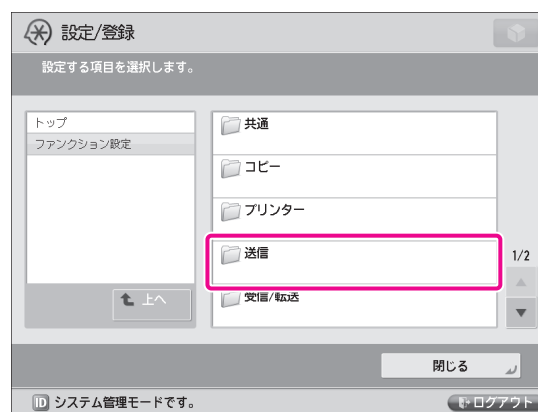 設定/登録
設定する項目を選択します。
トップ
ファンクション設定
上へ
共通
コピー
プリンター
送信
受信/転送
1/2
閉じる
ID システム管理モードです。
ログアウト